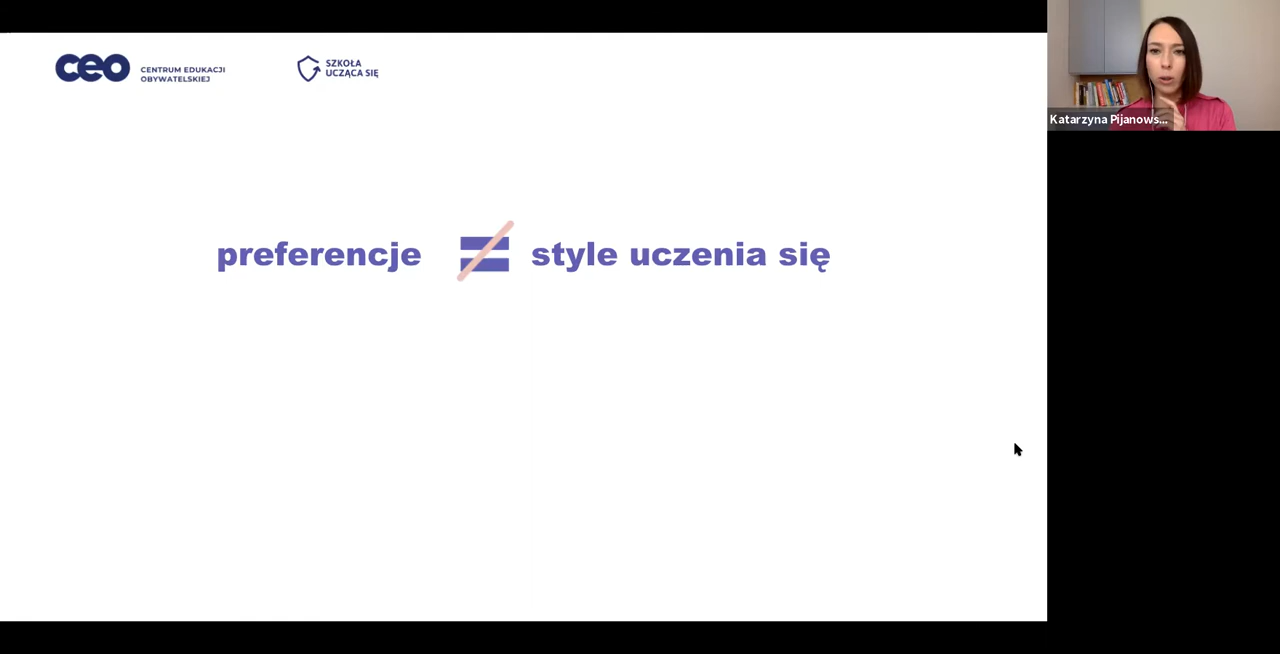 ceo
CENTRUM EDUKACJI
OBYWATELSKIEJ
SZKOŁA
UCZĄCA SIĘ
Katarzyna Pijanows...
preferencje ≠ style uczenia się